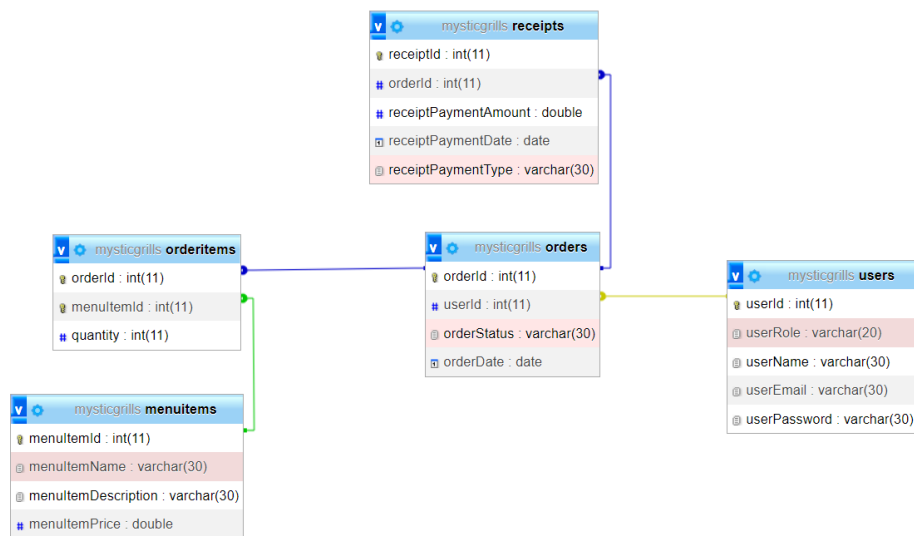 mysticgrills receipts
receiptId : int(11)
orderId : int(11)
receiptPaymentAmount : double
receiptPaymentDate : date
receiptPaymentType : varchar(30)
mysticgrills orderitems
orderId : int(11)
menuItemId : int(11)
quantity : int(11)
mysticgrills orders
orderId : int(11)
userId : int(11)
orderStatus : varchar(30)
orderDate : date
mysticgrills users
userId : int(11)
userRole : varchar(20)
userName : varchar(30)
userEmail : varchar(30)
userPassword : varchar(30)
mysticgrills menuitems
menuItemId : int(11)
menuItemName : varchar(30)
menuItemDescription : varchar(30)
menuItemPrice : double